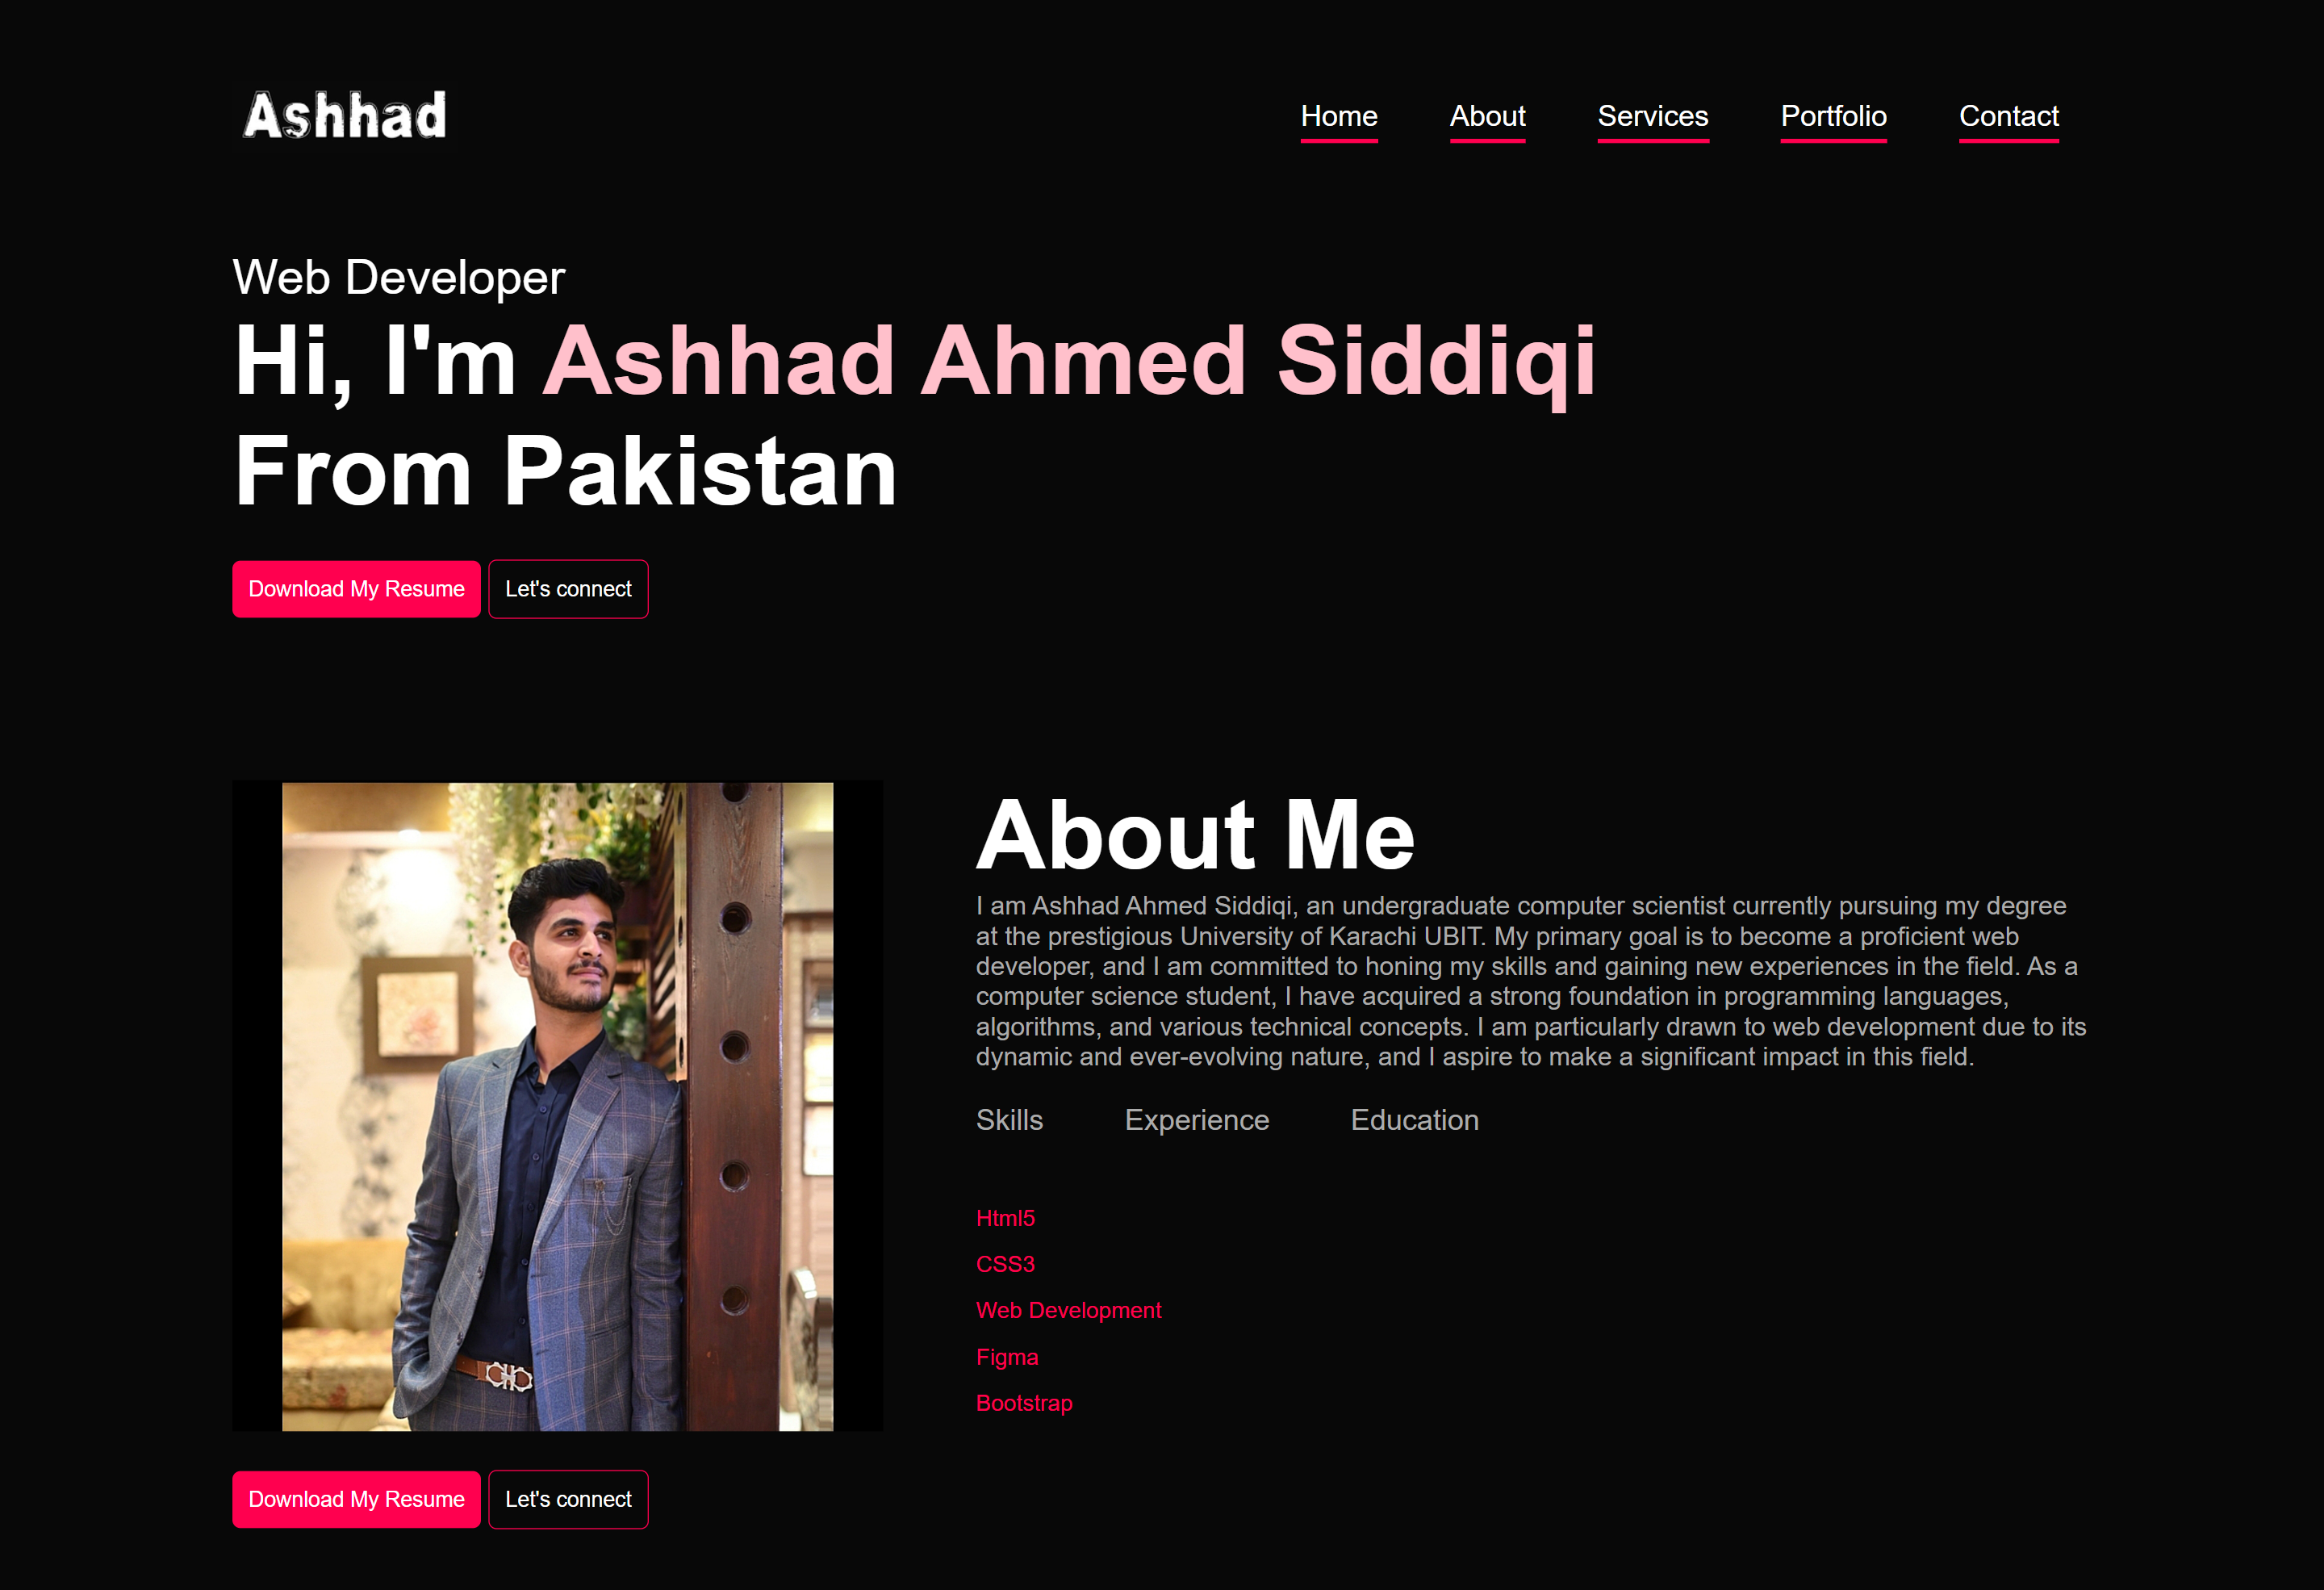 Ashhad
Home About Services Portfolio Contact
Web Developer
Hi, I'm Ashhad Ahmed Siddiqi
From Pakistan
Download My Resume Let's connect
About Me
I am Ashhad Ahmed Siddiqi, an undergraduate computer scientist currently pursuing my degree
at the prestigious University of Karachi UBIT. My primary goal is to become a proficient web
developer, and I am committed to honing my skills and gaining new experiences in the field. As a
computer science student, I have acquired a strong foundation in programming languages,
algorithms, and various technical concepts. I am particularly drawn to web development due to its
dynamic and ever-evolving nature, and I aspire to make a significant impact in this field.
Skills Experience Education
Html5
CSS3
Web Development
Figma
Bootstrap
Download My Resume Let's connect